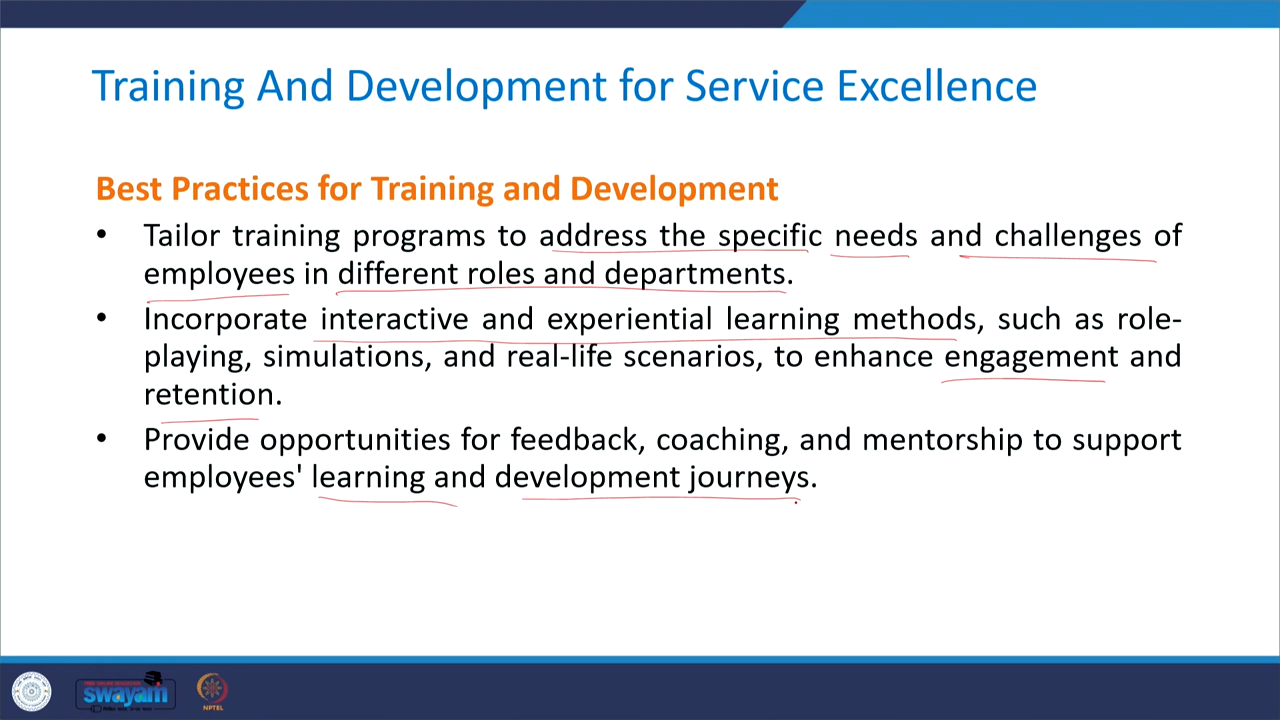 Training And Development for Service Excellence
Best Practices for Training and Development
• Tailor training programs to address the specific needs and challenges of
employees in different roles and departments.
• Incorporate interactive and experiential learning methods, such as role-
playing, simulations, and real-life scenarios, to enhance engagement and
retention.
• Provide opportunities for feedback, coaching, and mentorship to support
employees' learning and development journeys.
swayam
NPTEL